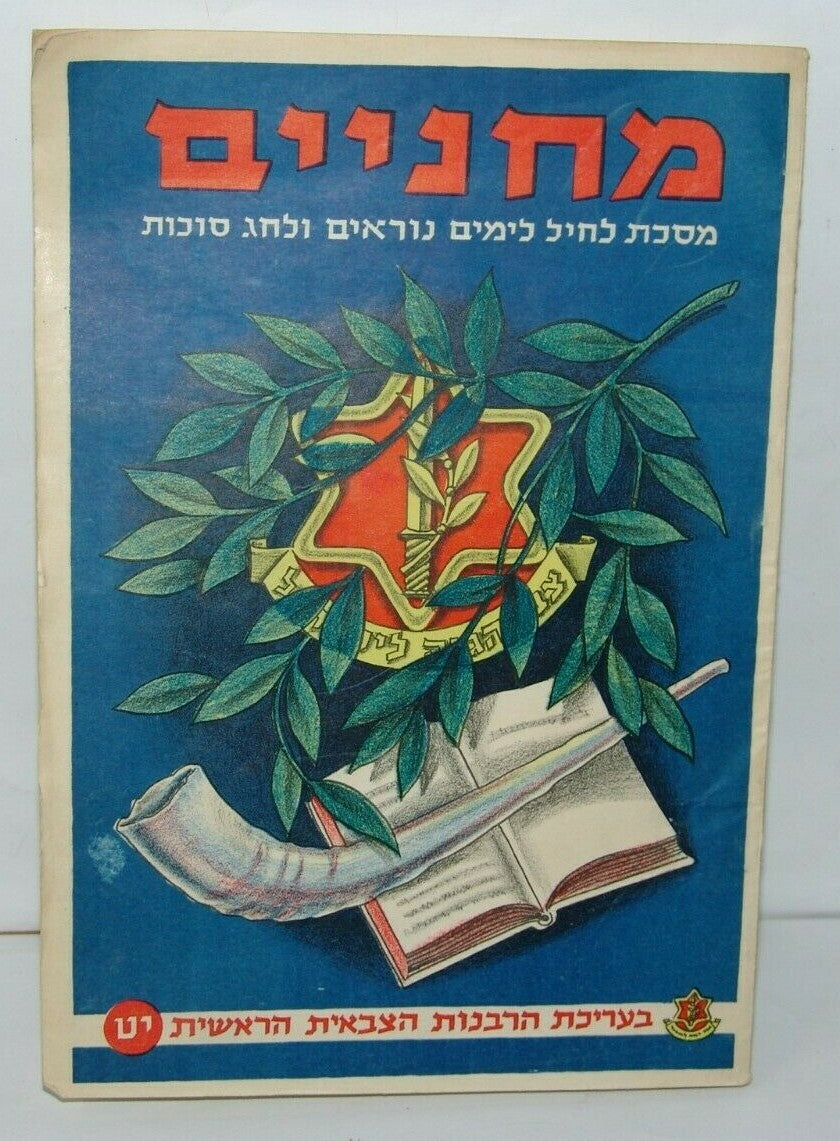 מחניים
מסכת לחיל לימים נוראים ולחג סוכות
בעריכת הרבנות הצבאית הראשית יט